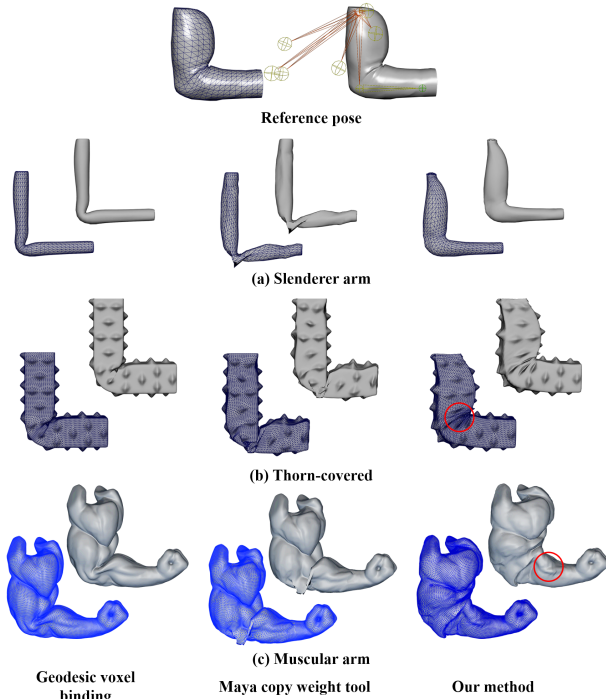 Reference pose
(a) Slenderer arm
(b) Thorn-covered
(c) Muscular arm
Geodesic voxel
binding
Maya copy weight tool
Our method